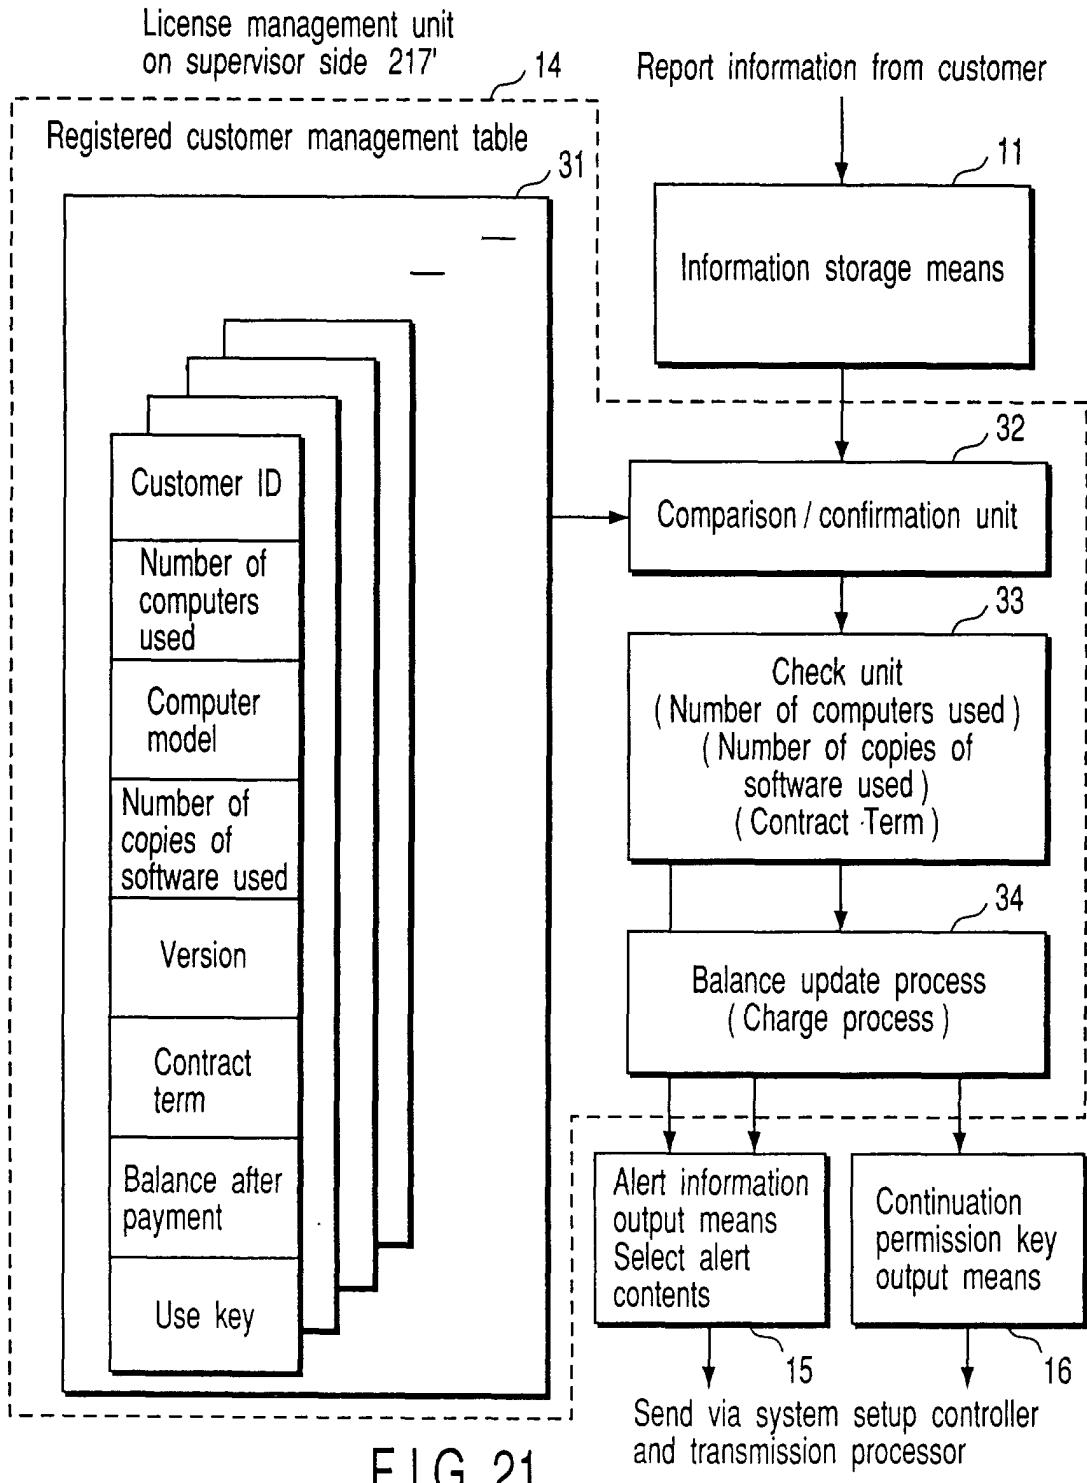 License management unit
on supervisor side 217'
14
Report information from customer
Registered customer management table
31
11
Information storage means
32
Customer ID
Comparison / confirmation unit
Number of
computers
used
33
Check unit
( Number of computers used )
( Number of copies of
software used )
( Contract Term )
Computer
model
Number of
copies of
software used
34
Version
Balance update process
( Charge process )
Contract
term
Balance after
payment
Alert information
output means
Select alert
contents
Continuation
permission key
output means
Use key
15
16
Send via system setup controller
and transmission processor
FIG. 21